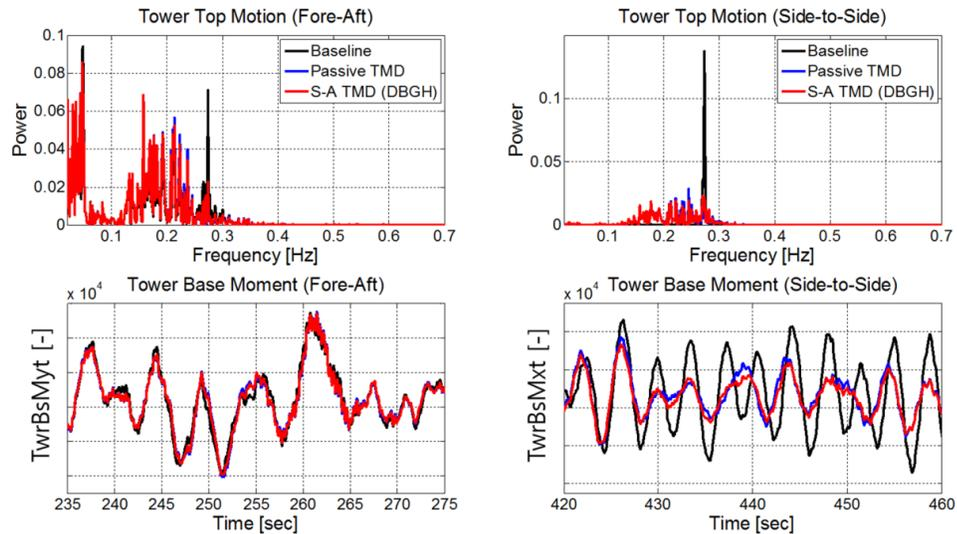 Tower Top Motion (Fore-Aft)
Power
0.1
0.08
0.06
0.04
0.02
0
Baseline
Passive TMD
S-A TMD (DBGH)
0.1 0.2 0.3 0.4 0.5 0.6 0.7
Frequency [Hz]
Tower Top Motion (Side-to-Side)
Power
0.1
0.05
0
Baseline
Passive TMD
S-A TMD (DBGH)
0.1 0.2 0.3 0.4 0.5 0.6 0.7
Frequency [Hz]
Tower Base Moment (Fore-Aft)
x 10⁴
TwrBsMyt [-]
235 240 245 250 255 260 265 270 275
Time [sec]
Tower Base Moment (Side-to-Side)
x 10⁴
TwrBsMxt [-]
420 430 440 450 460
Time [sec]